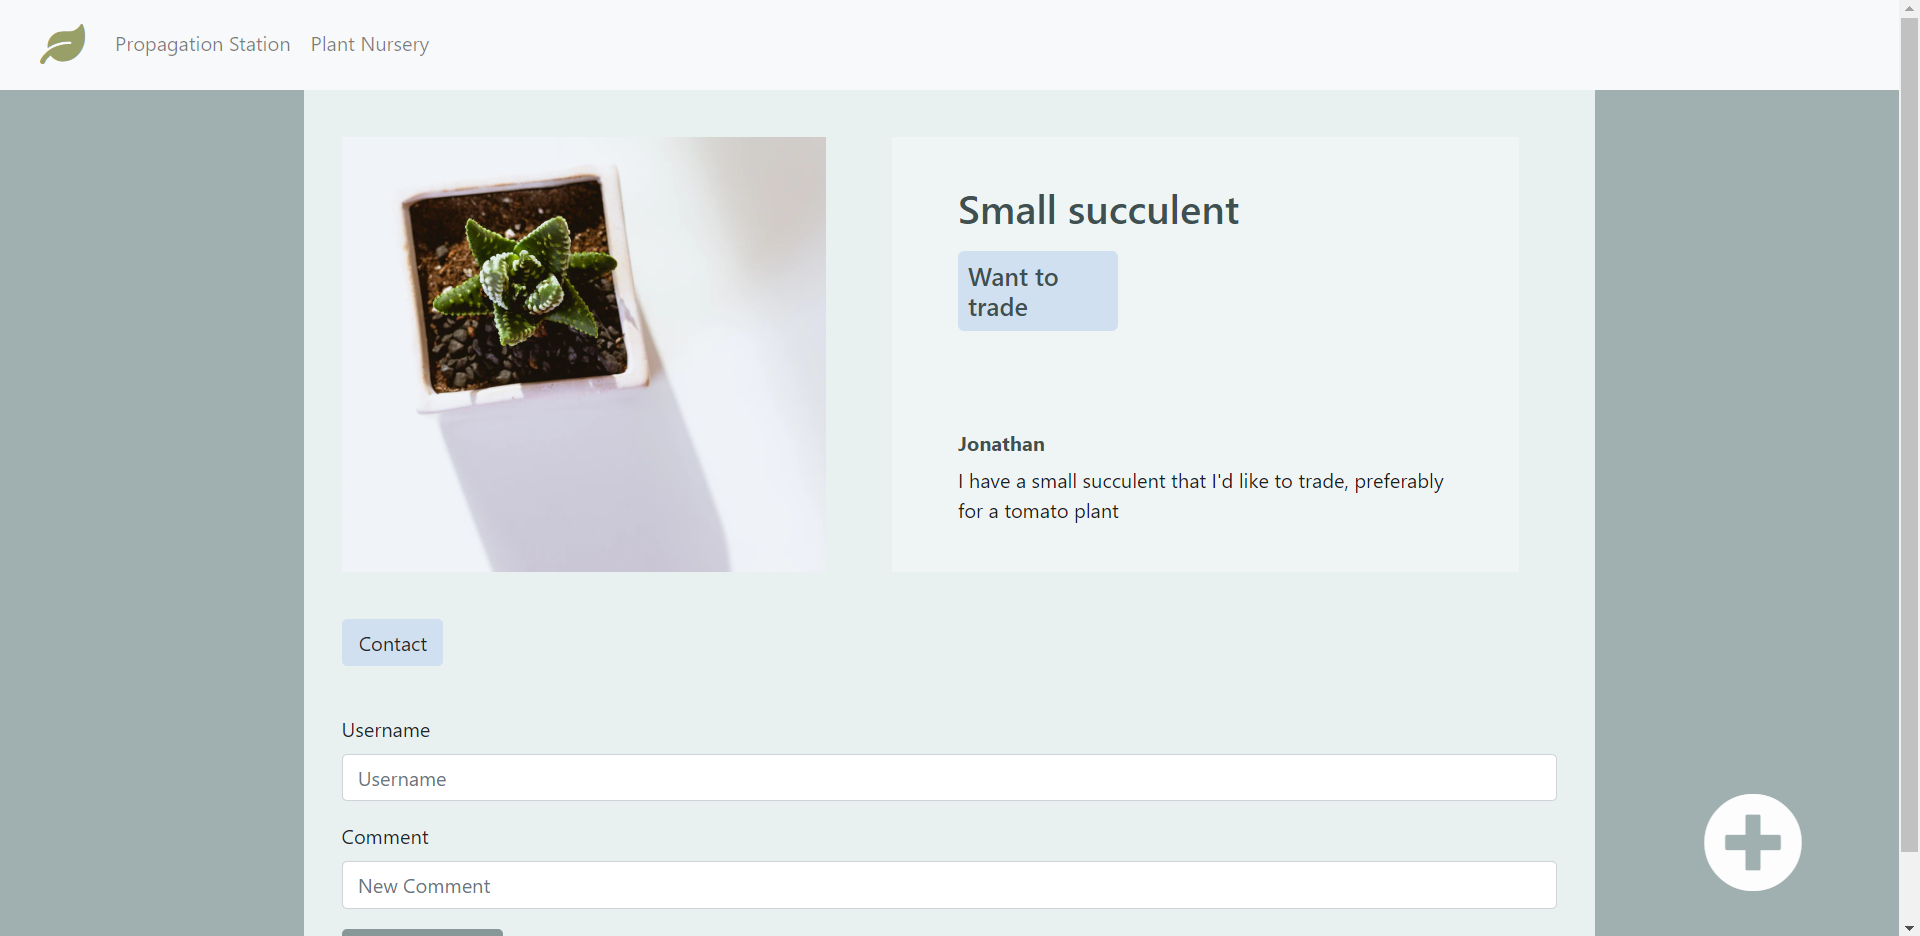 Propagation Station Plant Nursery
Small succulent
Want to
trade
Jonathan
I have a small succulent that I'd like to trade, preferably
for a tomato plant
Contact
Username
Username
Comment
New Comment